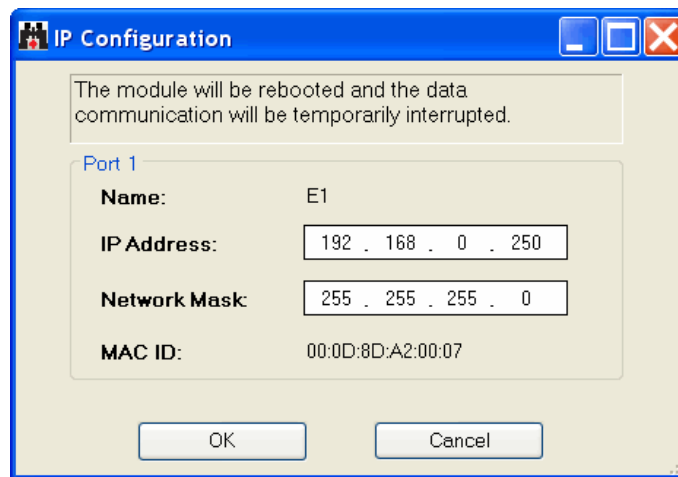 IP Configuration
The module will be rebooted and the data
communication will be temporarily interrupted.
Port 1
Name: E1
IP Address: 192 . 168 . 0 . 250
Network Mask: 255 . 255 . 255 . 0
MAC ID: 00:0D:8D:A2:00:07
OK Cancel